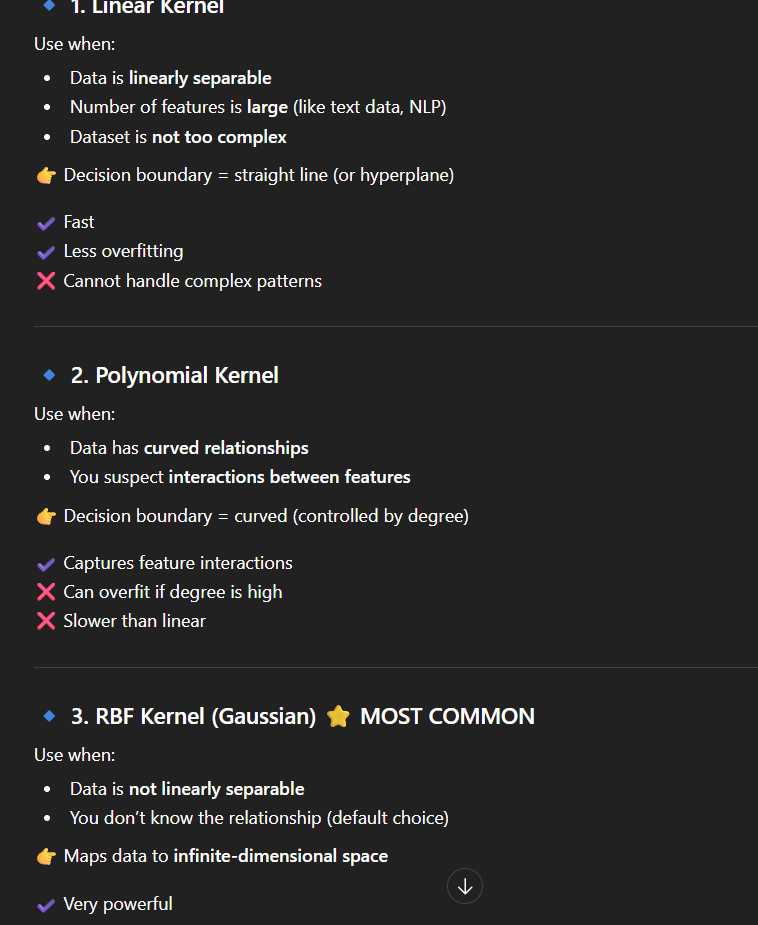 1. Linear Kernel
Use when:
Data is linearly separable
Number of features is large (like text data, NLP)
Dataset is not too complex
Decision boundary = straight line (or hyperplane)
Fast
Less overfitting
Cannot handle complex patterns
2. Polynomial Kernel
Use when:
Data has curved relationships
You suspect interactions between features
Decision boundary = curved (controlled by degree)
Captures feature interactions
Can overfit if degree is high
Slower than linear
3. RBF Kernel (Gaussian) ⭐ MOST COMMON
Use when:
Data is not linearly separable
You don’t know the relationship (default choice)
Maps data to infinite-dimensional space
Very powerful